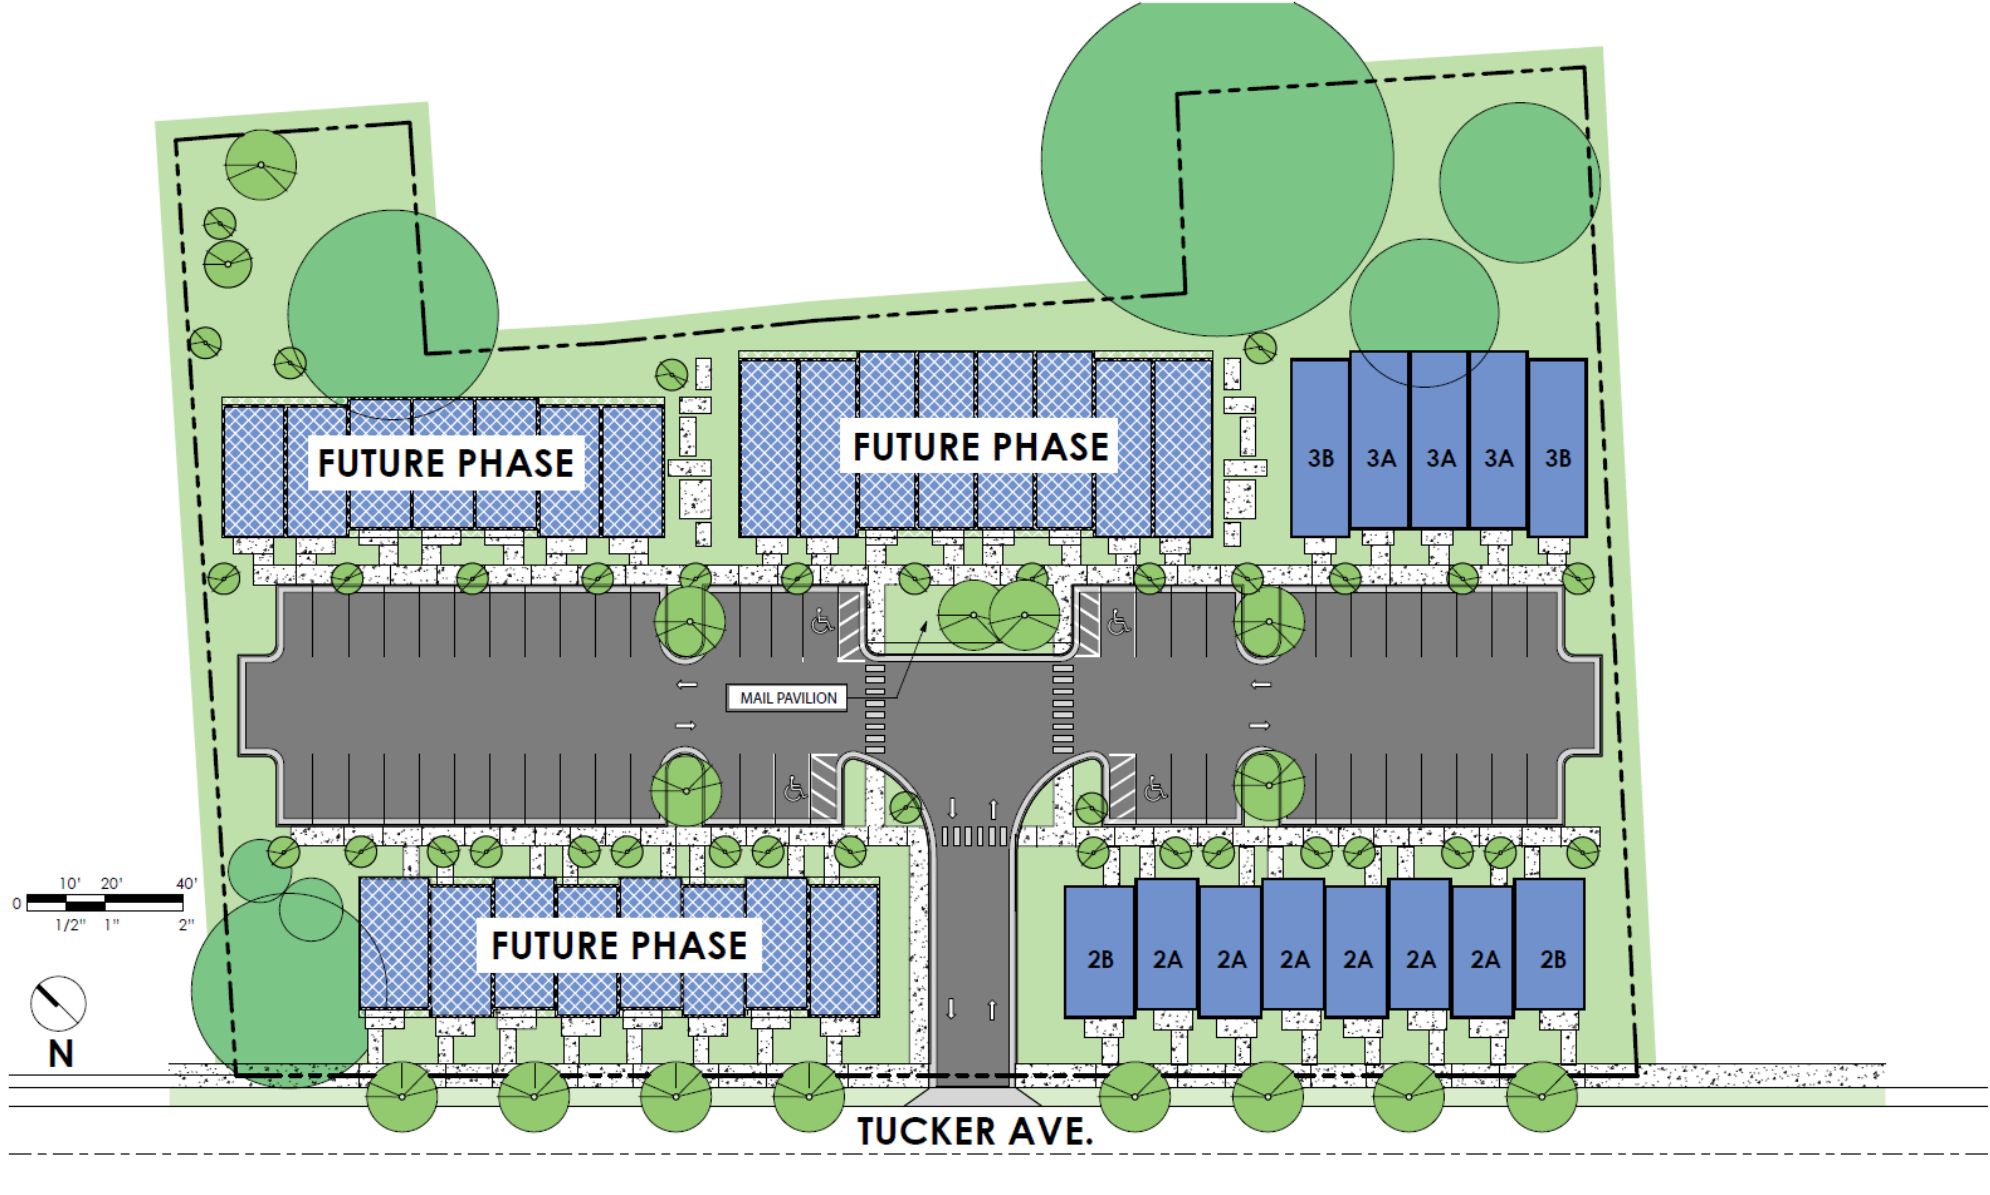 FUTURE PHASE
FUTURE PHASE
3B 3A 3A 3A 3B
MAIL PAVILION
10' 20' 40'
0
1/2" 1" 2"
FUTURE PHASE
2B 2A 2A 2A 2A 2A 2A 2B
N
TUCKER AVE.